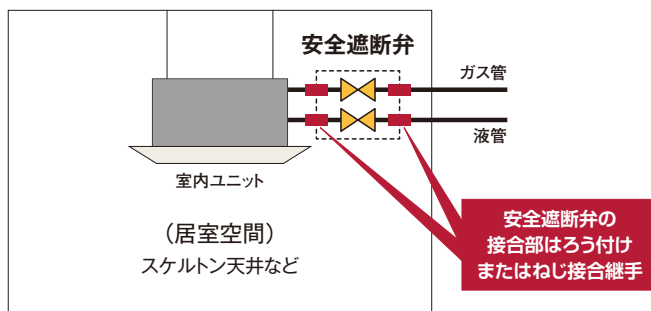 安全遮断弁
ガス管
液管
室内ユニット
（居室空間）
スケルトン天井など
安全遮断弁の
接合部はろう付け
またはねじ接合継手